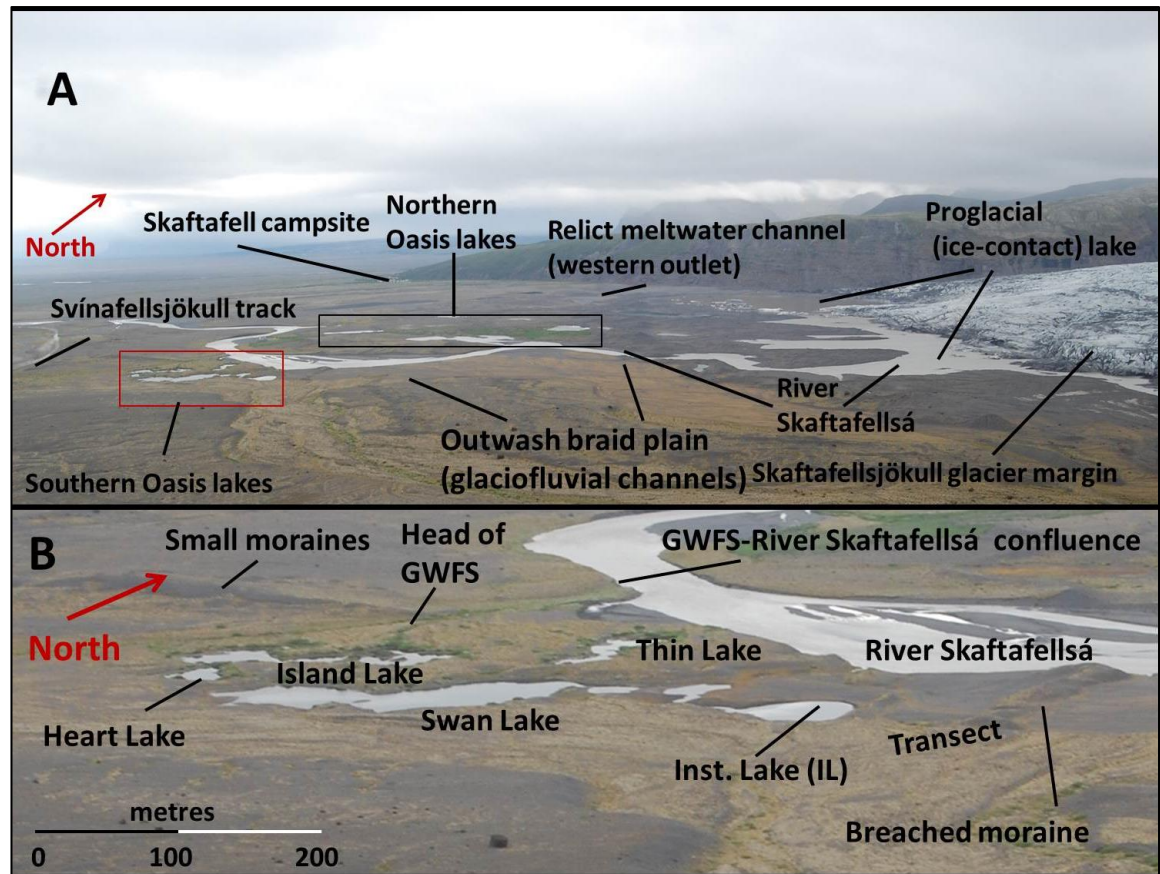 A
North
Skaftafell campsite
Northern
Oasis lakes
Relict meltwater channel
(western outlet)
Proglacial
(ice-contact) lake
Svínafellsjökull track
River
Skaftafellsá
Outwash braid plain
(glaciofluvial channels)
Southern Oasis lakes
Skaftafellsjökull glacier margin
B
Small moraines
Head of
GWFS
GWFS-River Skaftafellsá confluence
North
Island Lake
Thin Lake
River Skaftafellsá
Heart Lake
Swan Lake
Transect
Inst. Lake (IL)
Breached moraine
metres
0 100 200